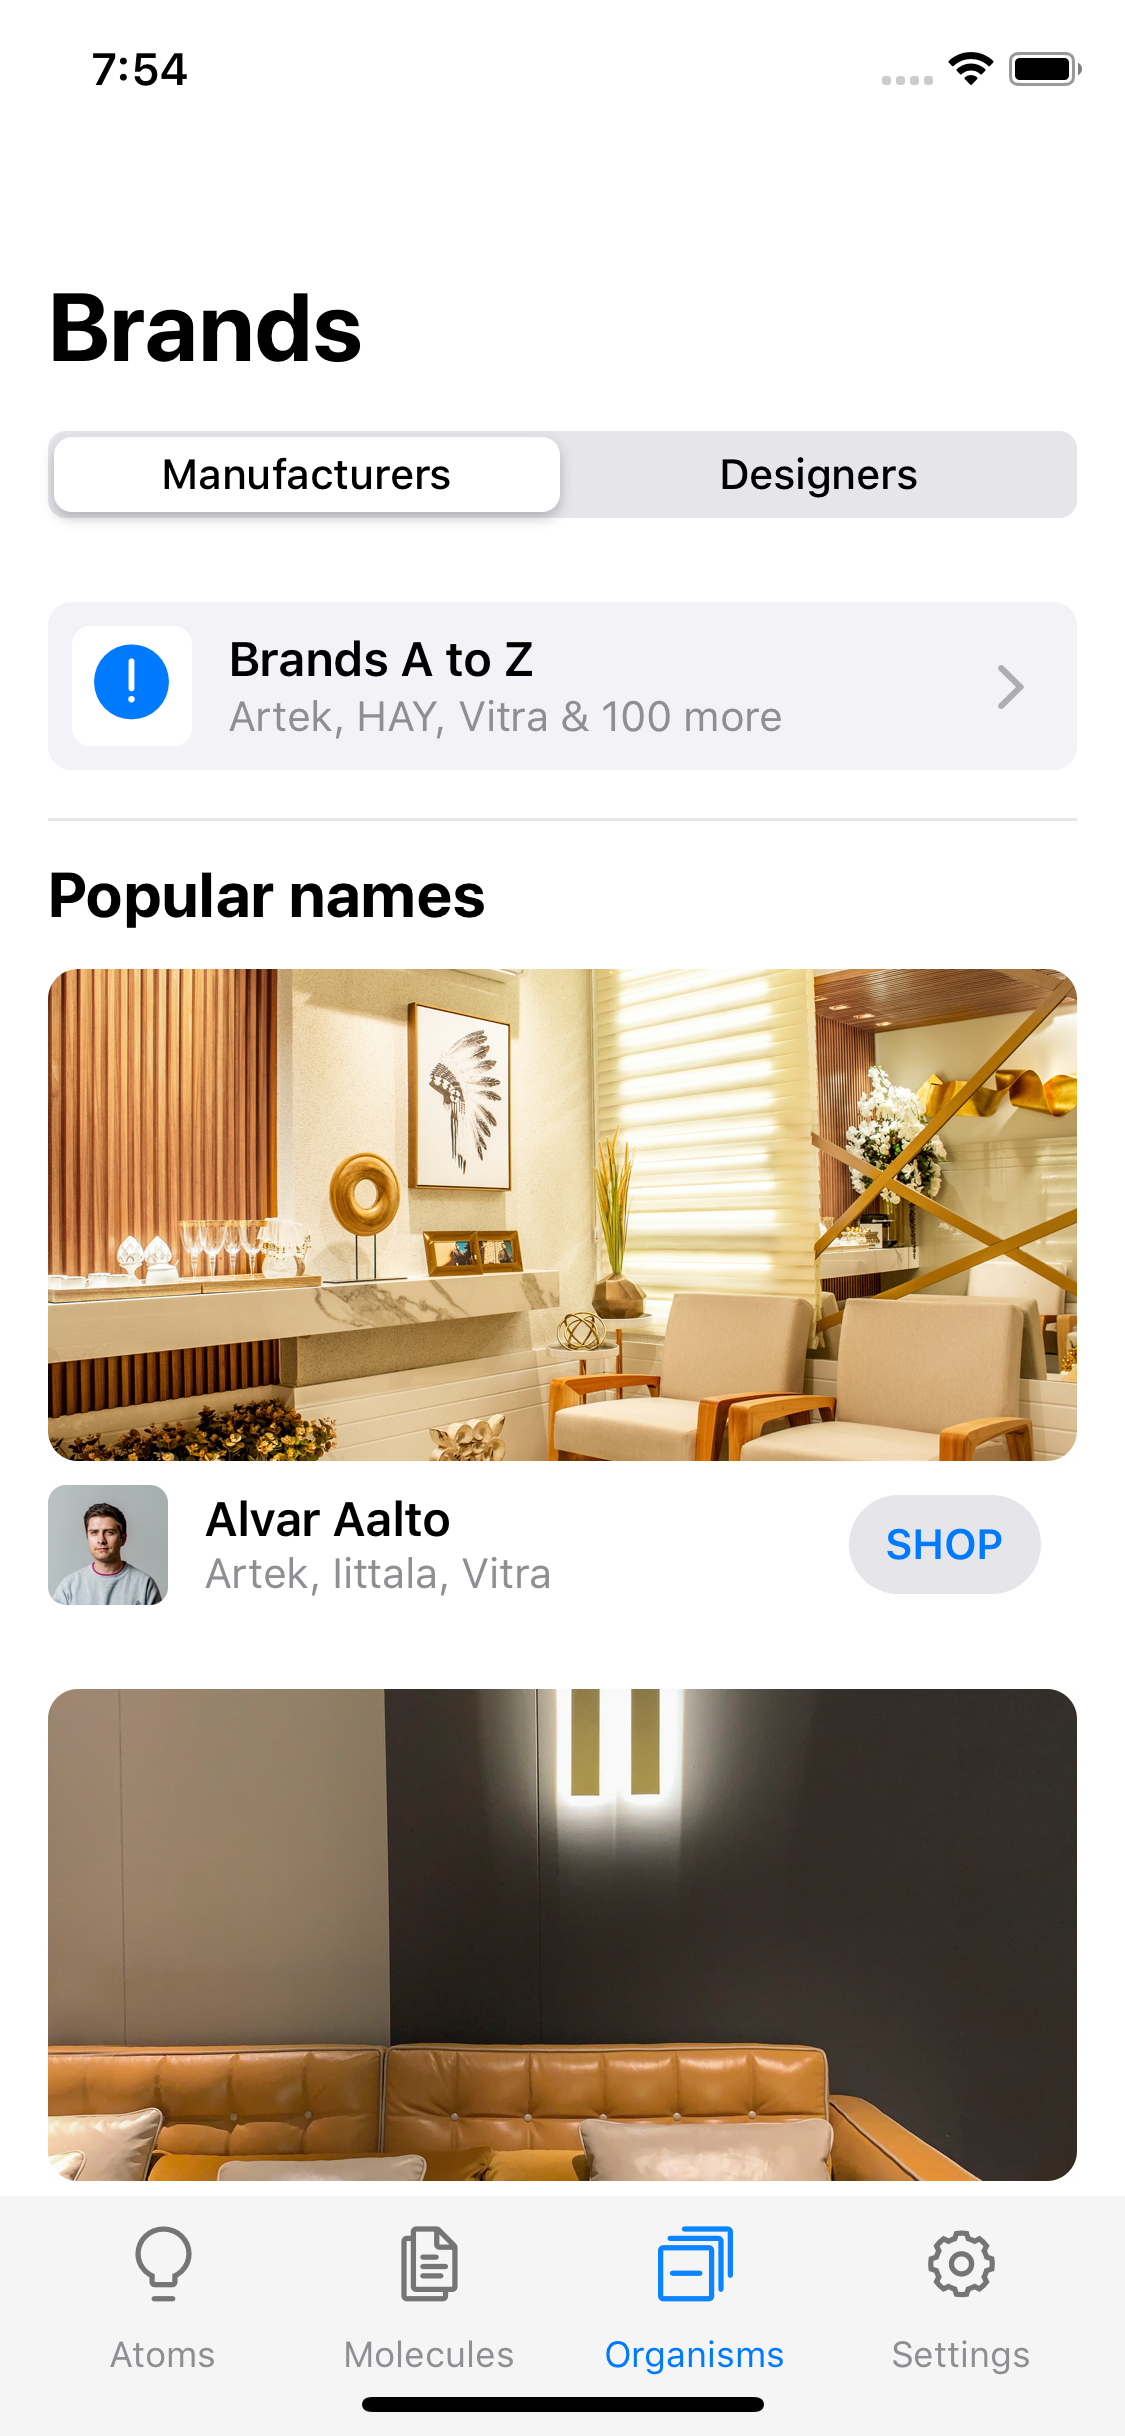 7:54
Brands
Manufacturers
Designers
Brands A to Z
Artek, HAY, Vitra & 100 more
Popular names
Alvar Aalto
Artek, Iittala, Vitra
SHOP
Atoms
Molecules
Organisms
Settings